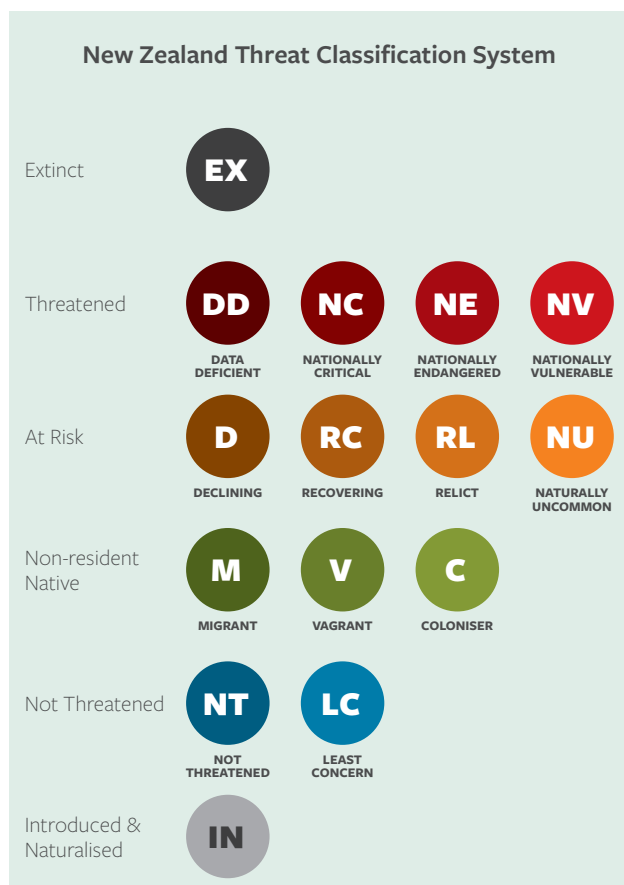 New Zealand Threat Classification System
Extinct
EX
Threatened
DD
NC
NE
NV
DATA
DEFICIENT
NATIONALLY
CRITICAL
NATIONALLY
ENDANGERED
NATIONALLY
VULNERABLE
At Risk
D
RC
RL
NU
DECLINING
RECOVERING
RELICT
NATURALLY
UNCOMMON
Non-resident
Native
M
V
C
MIGRANT
VAGRANT
COLONISER
Not Threatened
NT
LC
NOT
THREATENED
LEAST
CONCERN
Introduced &
Naturalised
IN